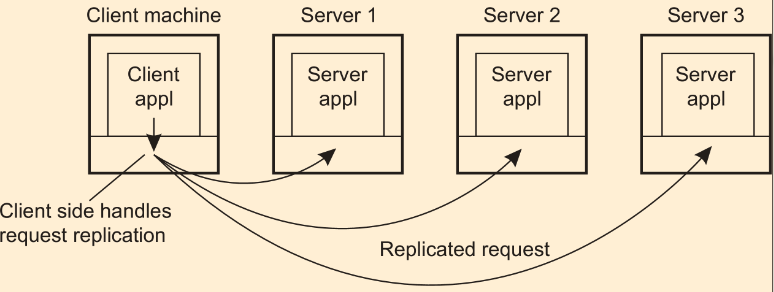 Client machine
Server 1
Server 2
Server 3
Client
appl
Server
appl
Server
appl
Server
appl
Client side handles
request replication
Replicated request